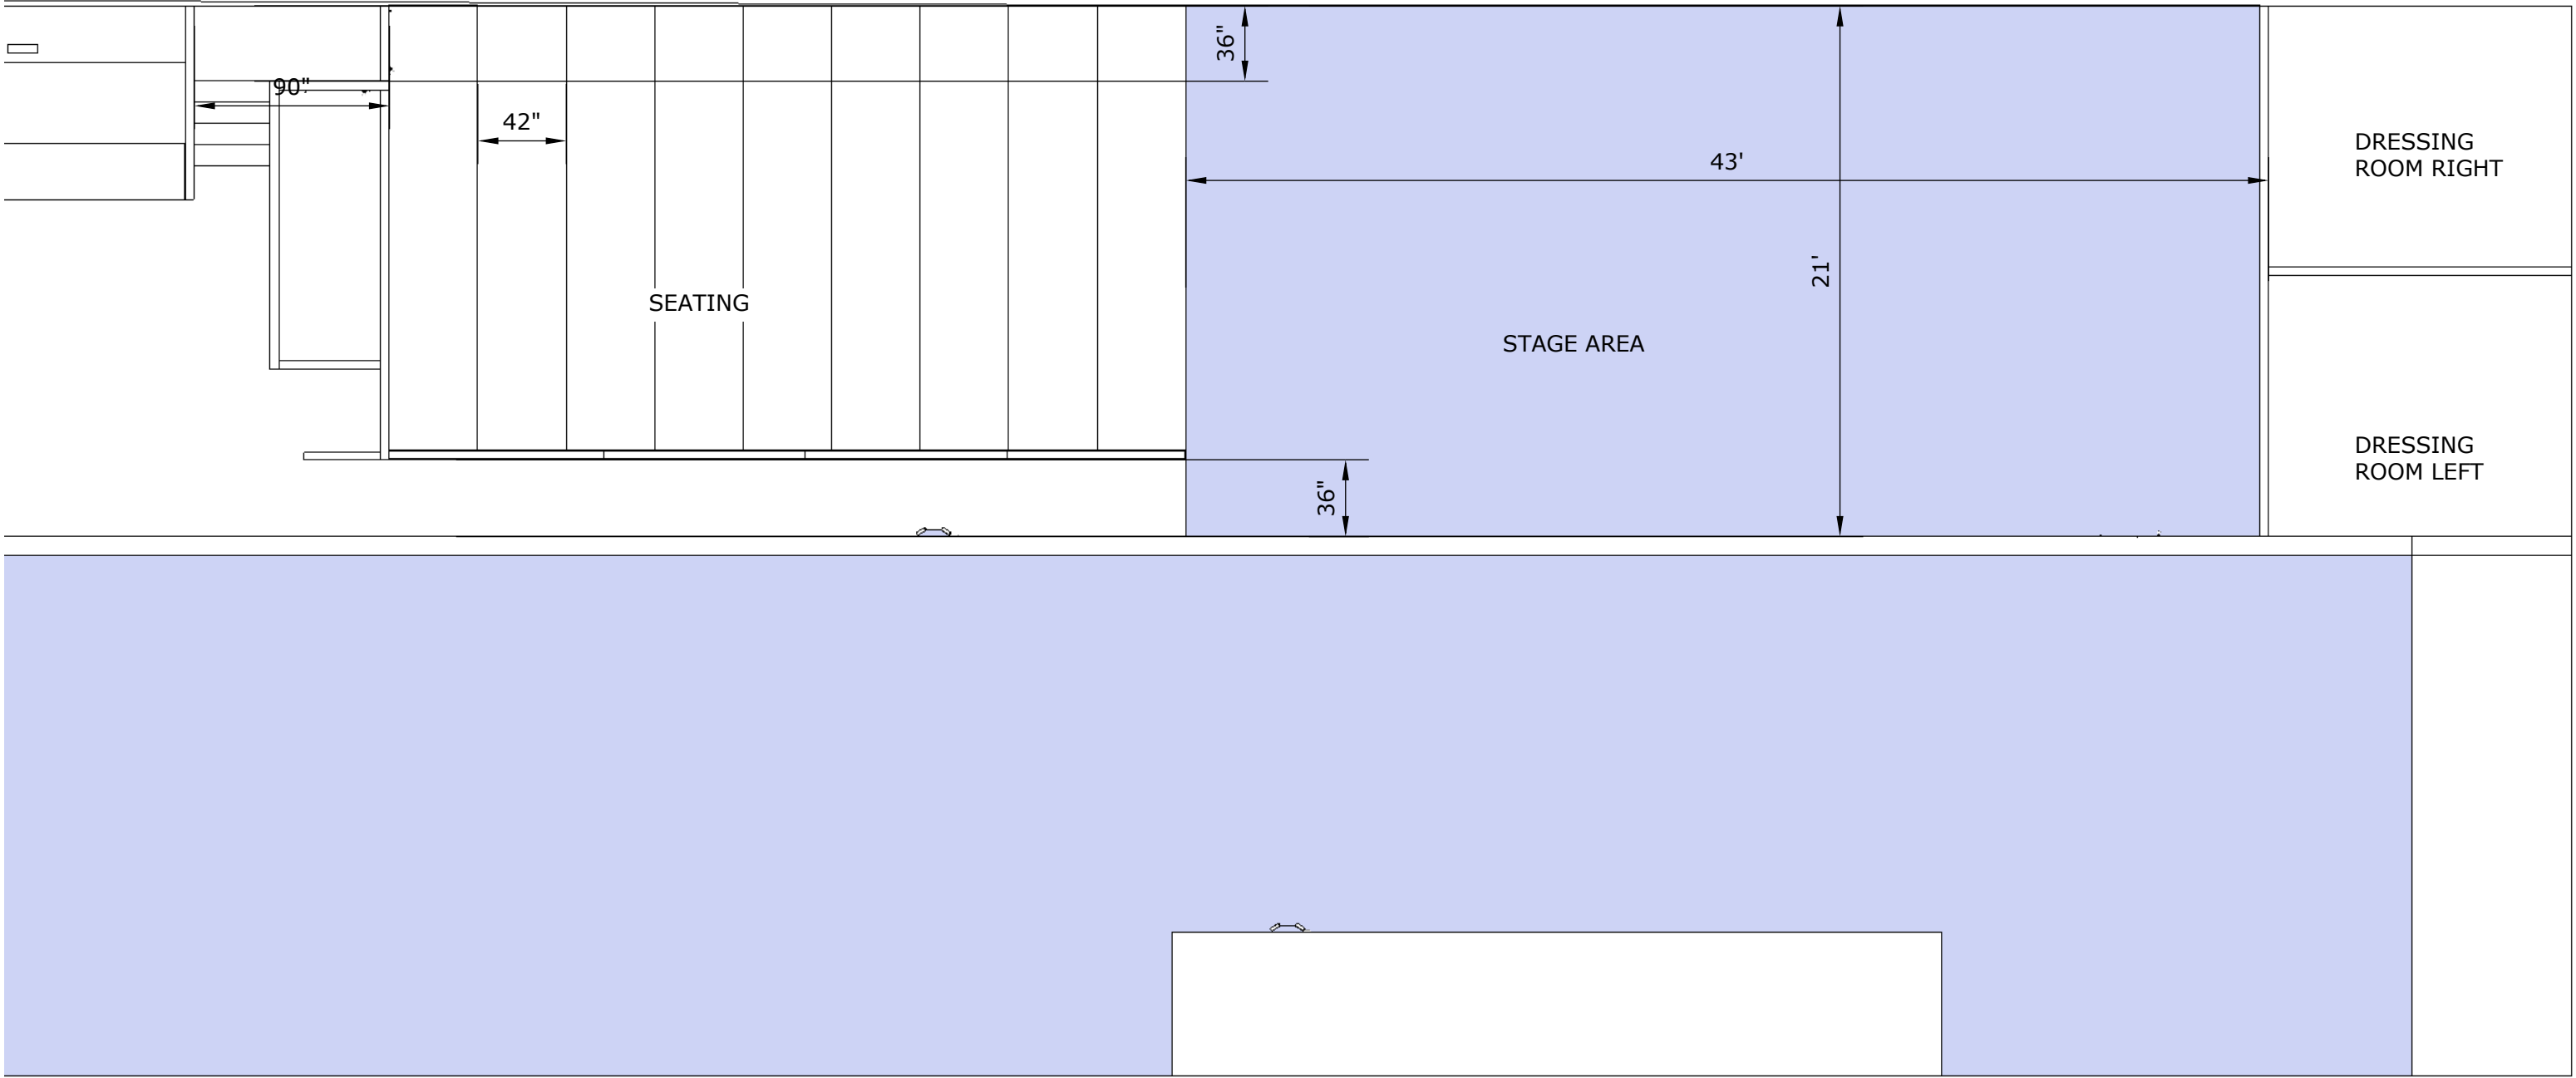 36"
90"
42"
43'
DRESSING
ROOM RIGHT
21'
SEATING
STAGE AREA
DRESSING
ROOM LEFT
36"